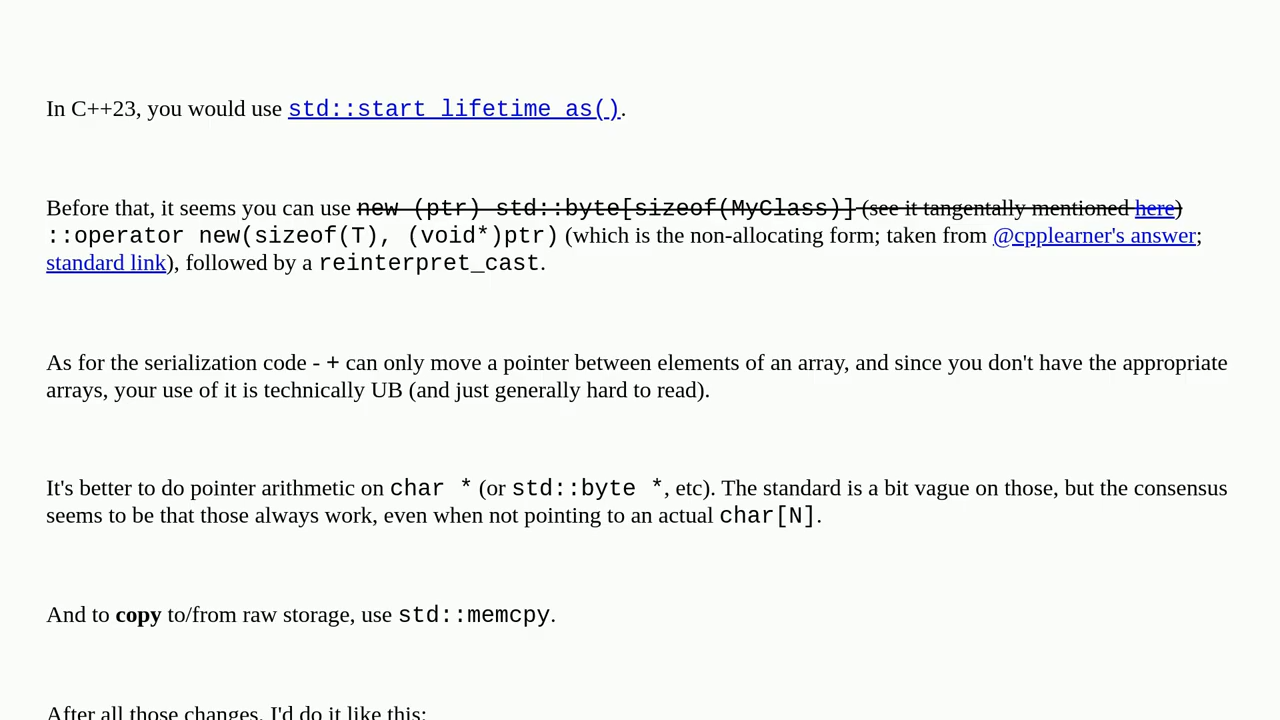 In C++23, you would use std::start_lifetime_as().
Before that, it seems you can use new (ptr) std::byte[sizeof(MyClass)] (see it tangentally mentioned here)
::operator new(sizeof(T), (void*)ptr) (which is the non-allocating form; taken from @cpplearner's answer;
standard link), followed by a reinterpret_cast.
As for the serialization code - + can only move a pointer between elements of an array, and since you don't have the appropriate
arrays, your use of it is technically UB (and just generally hard to read).
It's better to do pointer arithmetic on char * (or std::byte *, etc). The standard is a bit vague on those, but the consensus
seems to be that those always work, even when not pointing to an actual char[N].
And to copy to/from raw storage, use std::memcpy.
After all those changes, I'd do it like this: